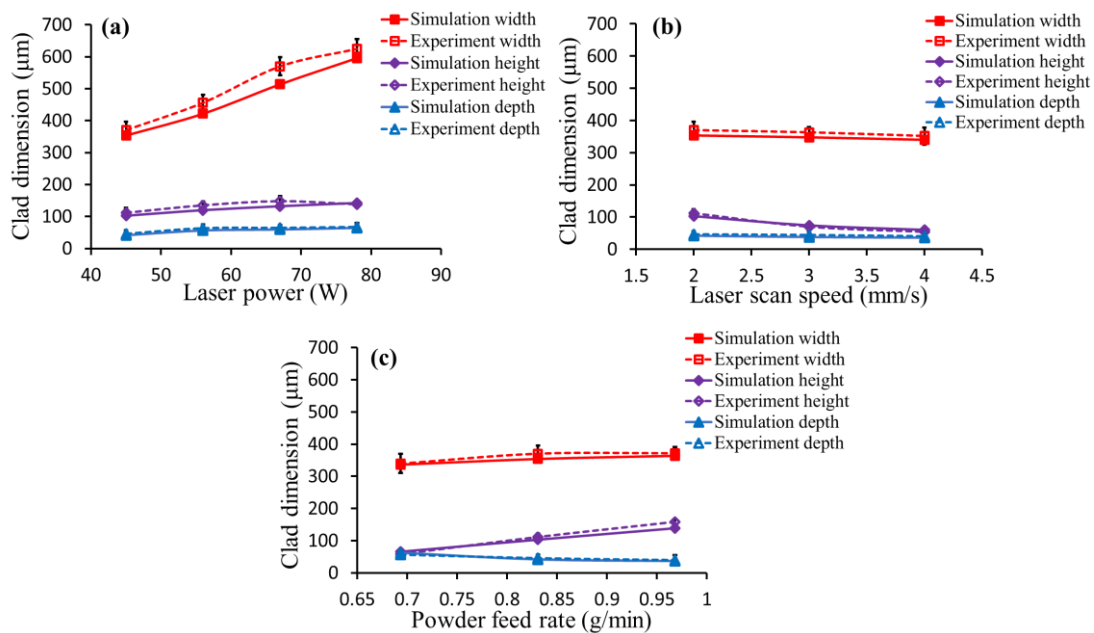 (a)
Clad dimension (µm)
700
600
500
400
300
200
100
0
40 50 60 70 80 90
Laser power (W)
Simulation width
Experiment width
Simulation height
Experiment height
Simulation depth
Experiment depth
(b)
Clad dimension (µm)
700
600
500
400
300
200
100
0
1.5 2 2.5 3 3.5 4 4.5
Laser scan speed (mm/s)
Simulation width
Experiment width
Simulation height
Experiment height
Simulation depth
Experiment depth
(c)
Clad dimension (µm)
700
600
500
400
300
200
100
0
0.65 0.7 0.75 0.8 0.85 0.9 0.95 1
Powder feed rate (g/min)
Simulation width
Experiment width
Simulation height
Experiment height
Simulation depth
Experiment depth